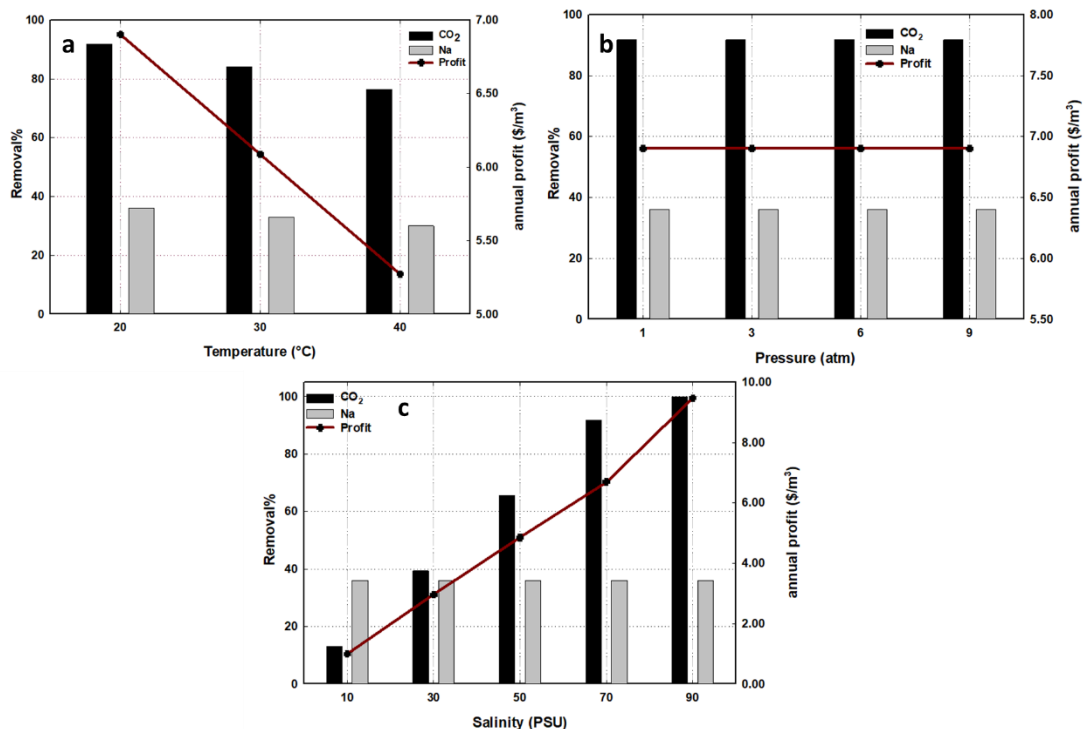 a
CO2
Na
Profit
Removal%
100
80
60
40
20
0
7.00
6.50
6.00
5.50
5.00
annual profit ($/m³)
20 30 40
Temperature (°C)
b
CO2
Na
Profit
Removal%
100
80
60
40
20
0
8.00
7.50
7.00
6.50
6.00
5.50
annual profit ($/m³)
1 3 6 9
Pressure (atm)
c
CO2
Na
Profit
Removal%
100
80
60
40
20
0
10.00
8.00
6.00
4.00
2.00
0.00
annual profit ($/m³)
10 30 50 70 90
Salinity (PSU)